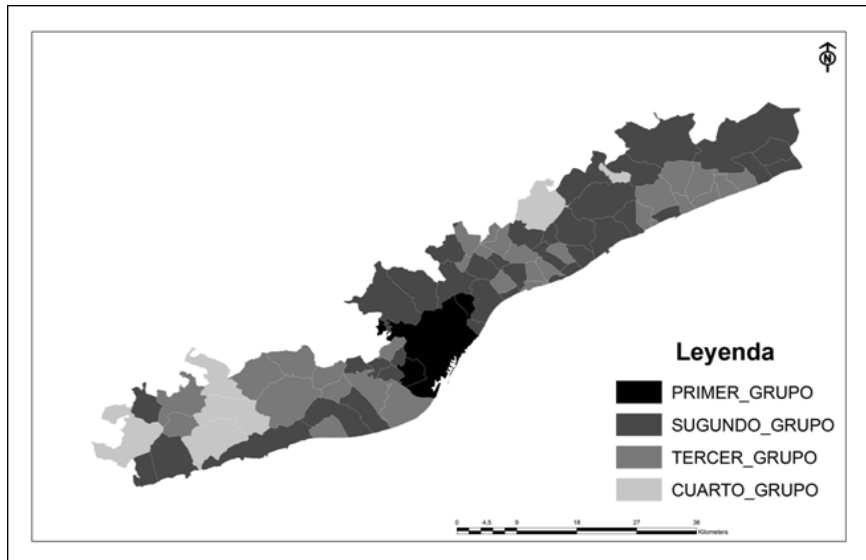 N
Leyenda
PRIMER_GRUPO
SUGUNDO_GRUPO
TERCER_GRUPO
CUARTO_GRUPO
0 4,5 9 18 27 36
Kilometers